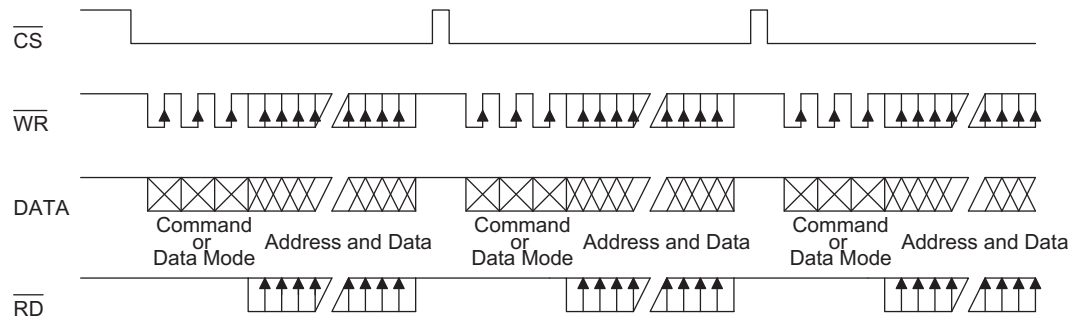 CS
WR
DATA
Command
or
Data Mode
Address and Data
Command
or
Data Mode
Address and Data
Command
or
Data Mode
Address and Data
RD